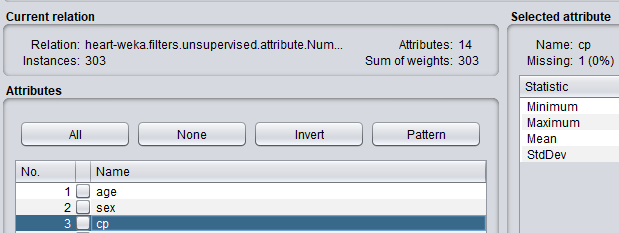 Current relation
Relation: heart-weka.filters.unsupervised.attribute.Num...
Attributes: 14
Instances: 303
Sum of weights: 303
Attributes
All
None
Invert
Pattern
No.
Name
1 age
2 sex
3 cp
Selected attribute
Name: cp
Missing: 1 (0%)
Statistic
Minimum
Maximum
Mean
StdDev